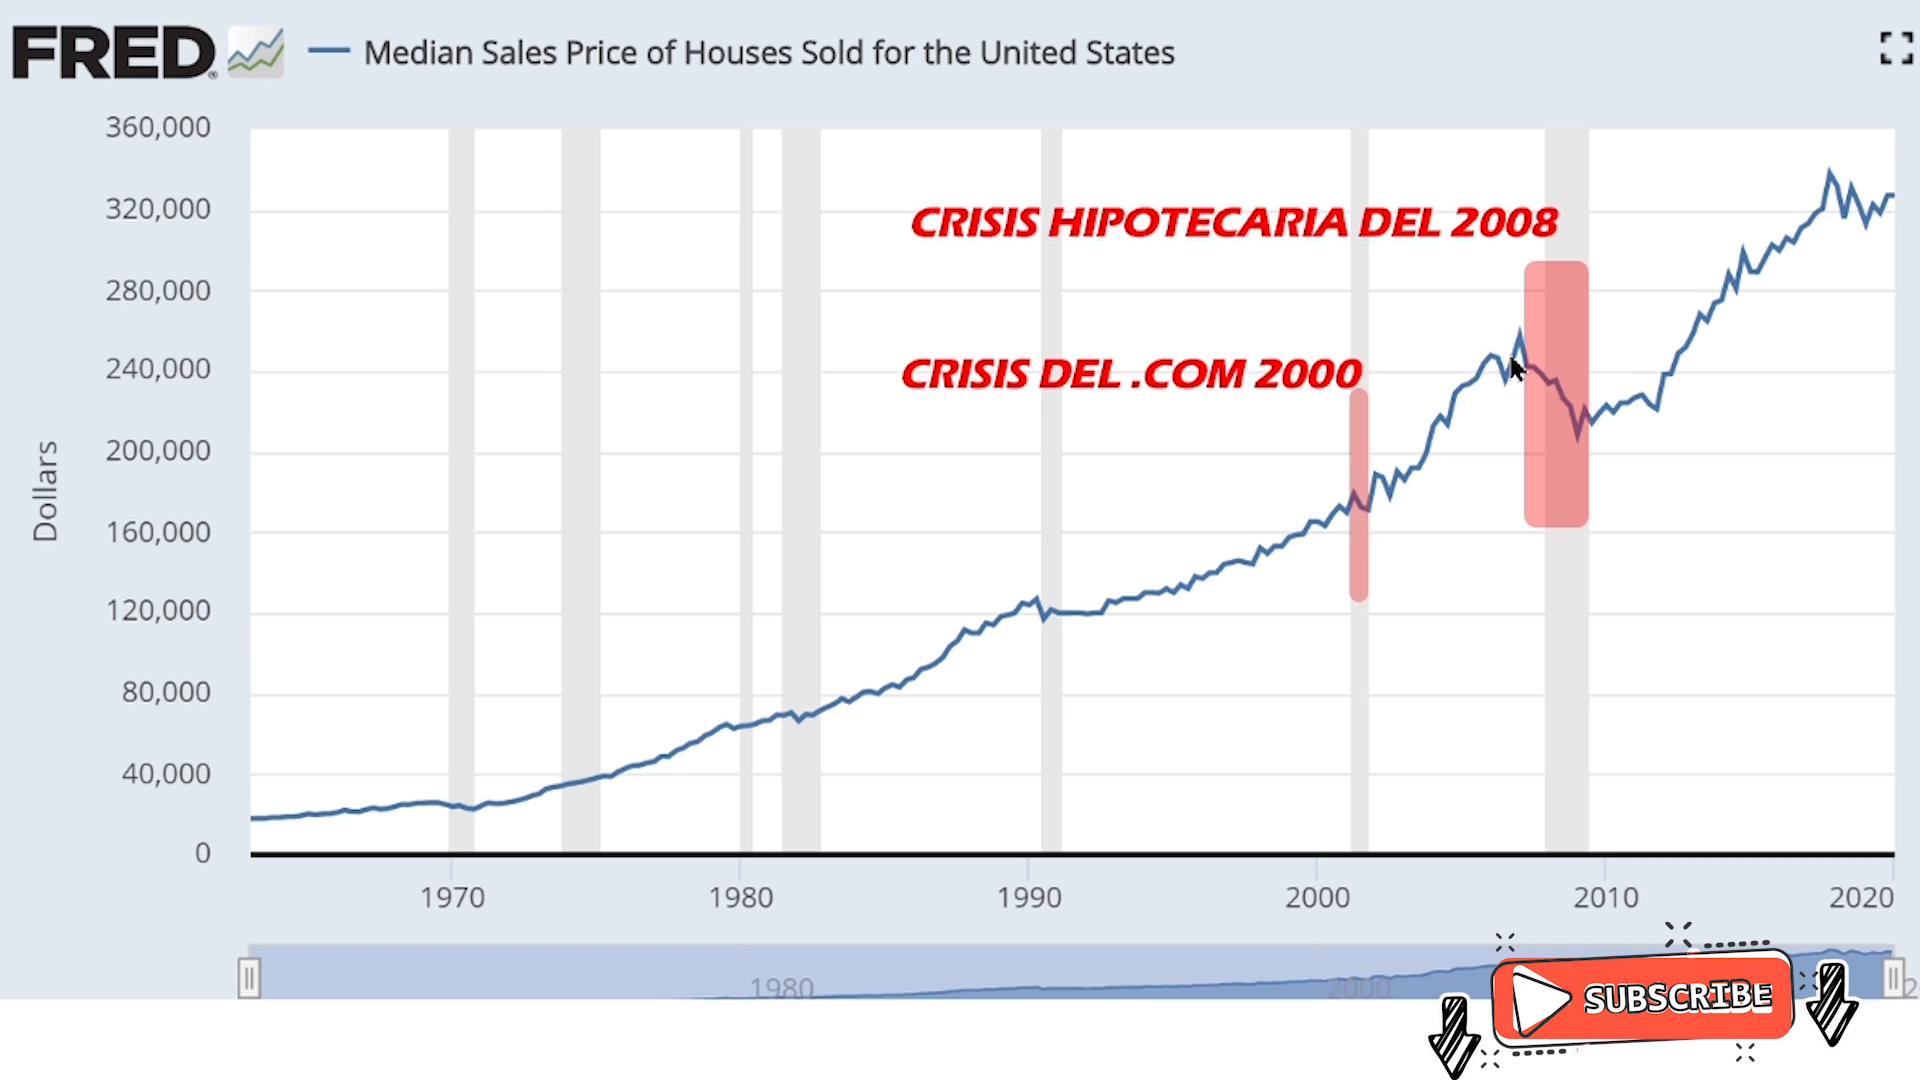 FRED® Median Sales Price of Houses Sold for the United States
360,000
320,000
CRISIS HIPOTECARIA DEL 2008
280,000
240,000
CRISIS DEL .COM 2000
200,000
Dollars
160,000
120,000
80,000
40,000
0
1970 1980 1990 2000 2010 2020
1980 2000
SUBSCRIBE